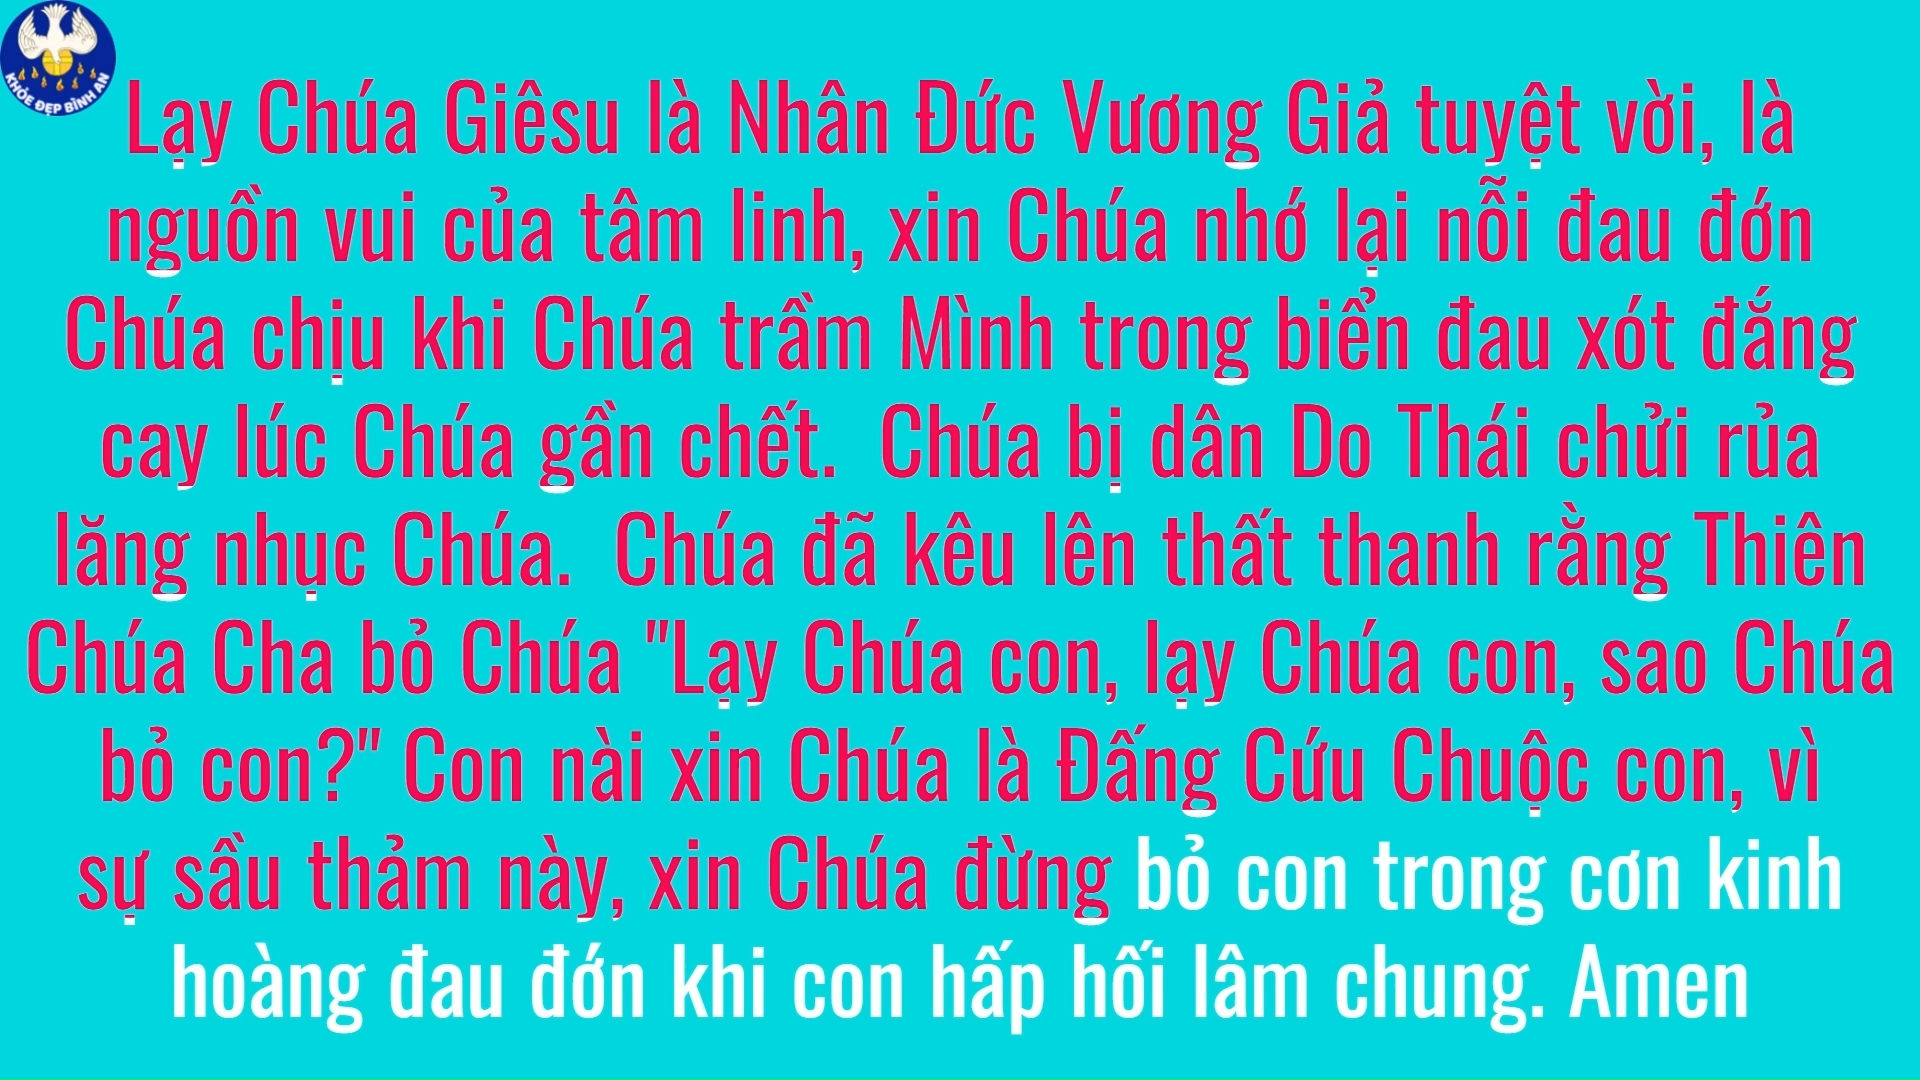 KHỎE ĐẸP BÌNH AN
Lạy Chúa Giêsu là Nhân Đức Vương Giả tuyệt vời, là
nguồn vui của tâm linh, xin Chúa nhớ lại nỗi đau đớn
Chúa chịu khi Chúa trầm Mình trong biển đau xót đắng
cay lúc Chúa gần chết.  Chúa bị dân Do Thái chửi rủa
lăng nhục Chúa.  Chúa đã kêu lên thất thanh rằng Thiên
Chúa Cha bỏ Chúa "Lạy Chúa con, lạy Chúa con, sao Chúa
bỏ con?" Con nài xin Chúa là Đấng Cứu Chuộc con, vì
sự sầu thảm này, xin Chúa đừng bỏ con trong cơn kinh
hoàng đau đớn khi con hấp hối lâm chung. Amen